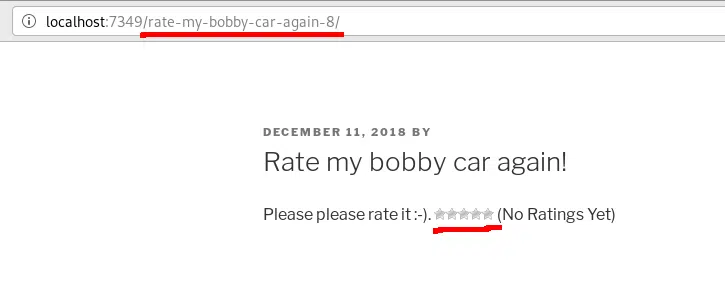 localhost:7349/rate-my-bobby-car-again-8/
DECEMBER 11, 2018 BY
Rate my bobby car again!
Please please rate it :-). (No Ratings Yet)